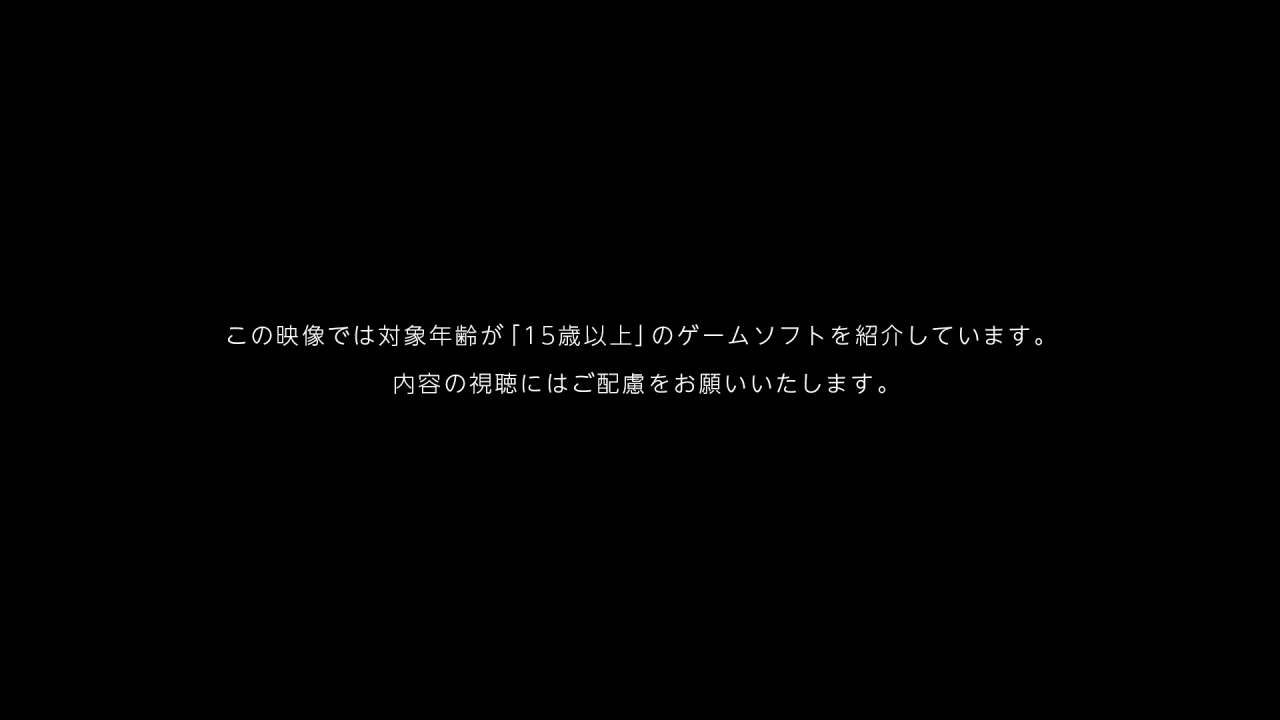 この映像では対象年齢が「15歳以上」のゲームソフトを紹介しています。
内容の視聴にはご配慮をお願いいたします。